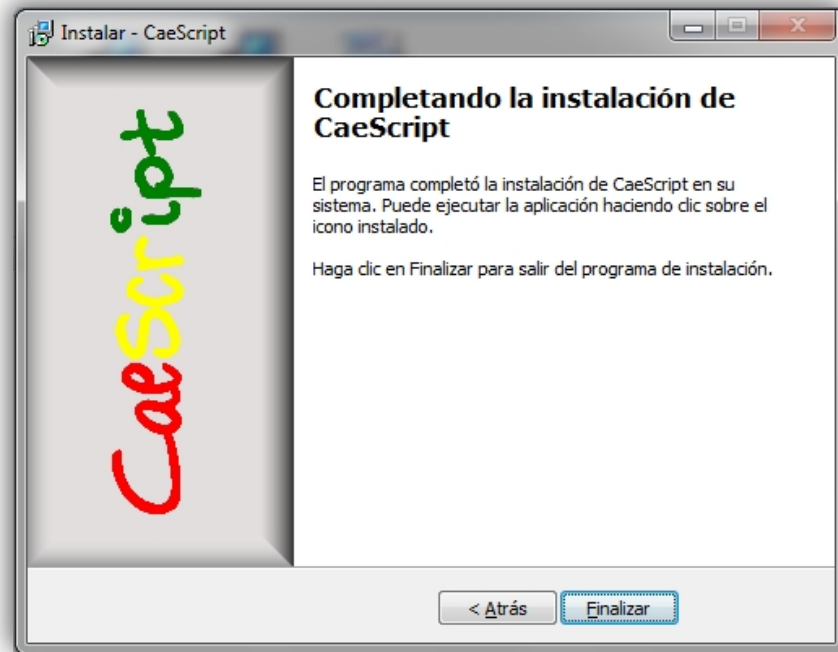 Instalar - CaeScript
CaeScript
Completando la instalación de
CaeScript
El programa completó la instalación de CaeScript en su
sistema. Puede ejecutar la aplicación haciendo clic sobre el
icono instalado.
Haga clic en Finalizar para salir del programa de instalación.
< Atrás
Finalizar